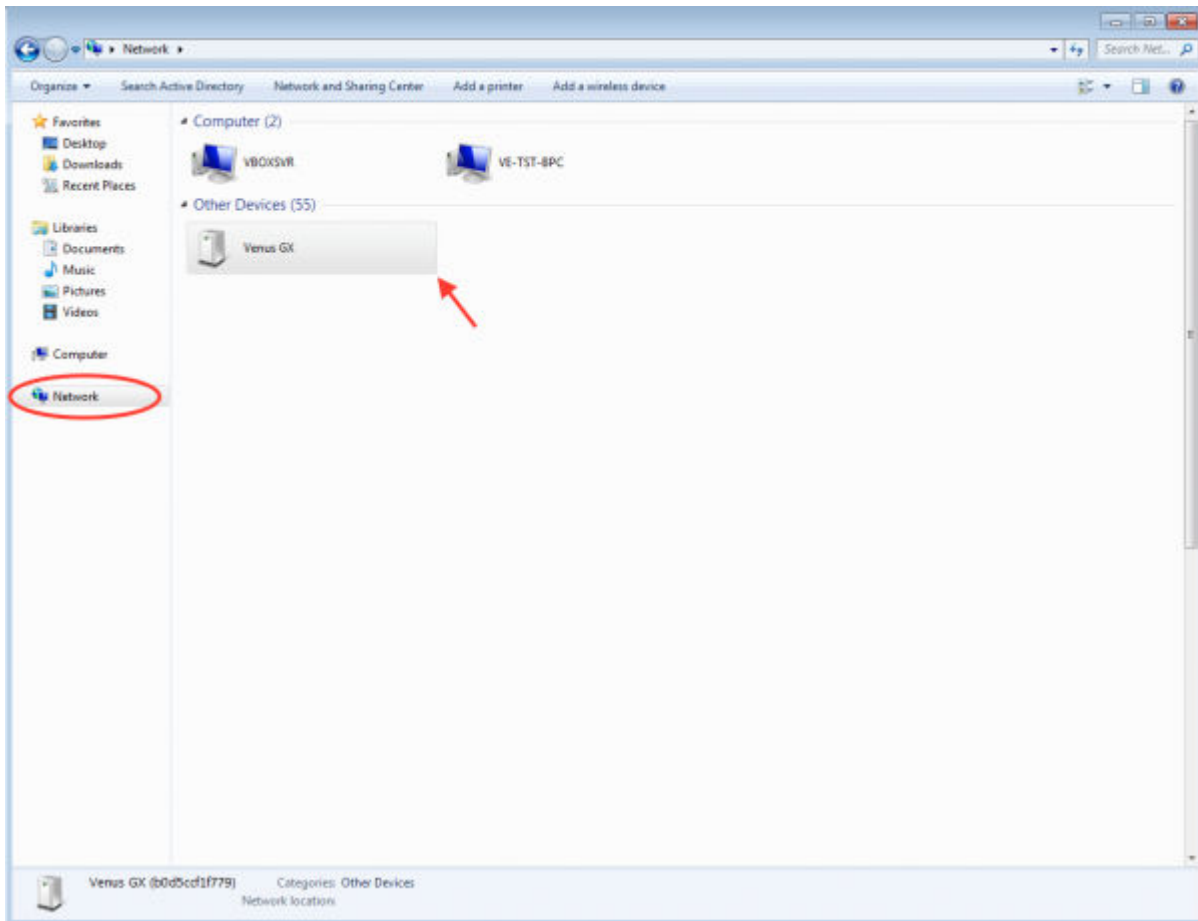 Network
Search Net...
Organize
Search Active Directory
Network and Sharing Center
Add a printer
Add a wireless device
Favorites
Desktop
Downloads
Recent Places
Libraries
Documents
Music
Pictures
Videos
Computer
Network
Computer (2)
VBOXSVR
VE-TST-8PC
Other Devices (55)
Venus GX
Venus GX (b0d5ccf1f779)
Categories: Other Devices
Network location: